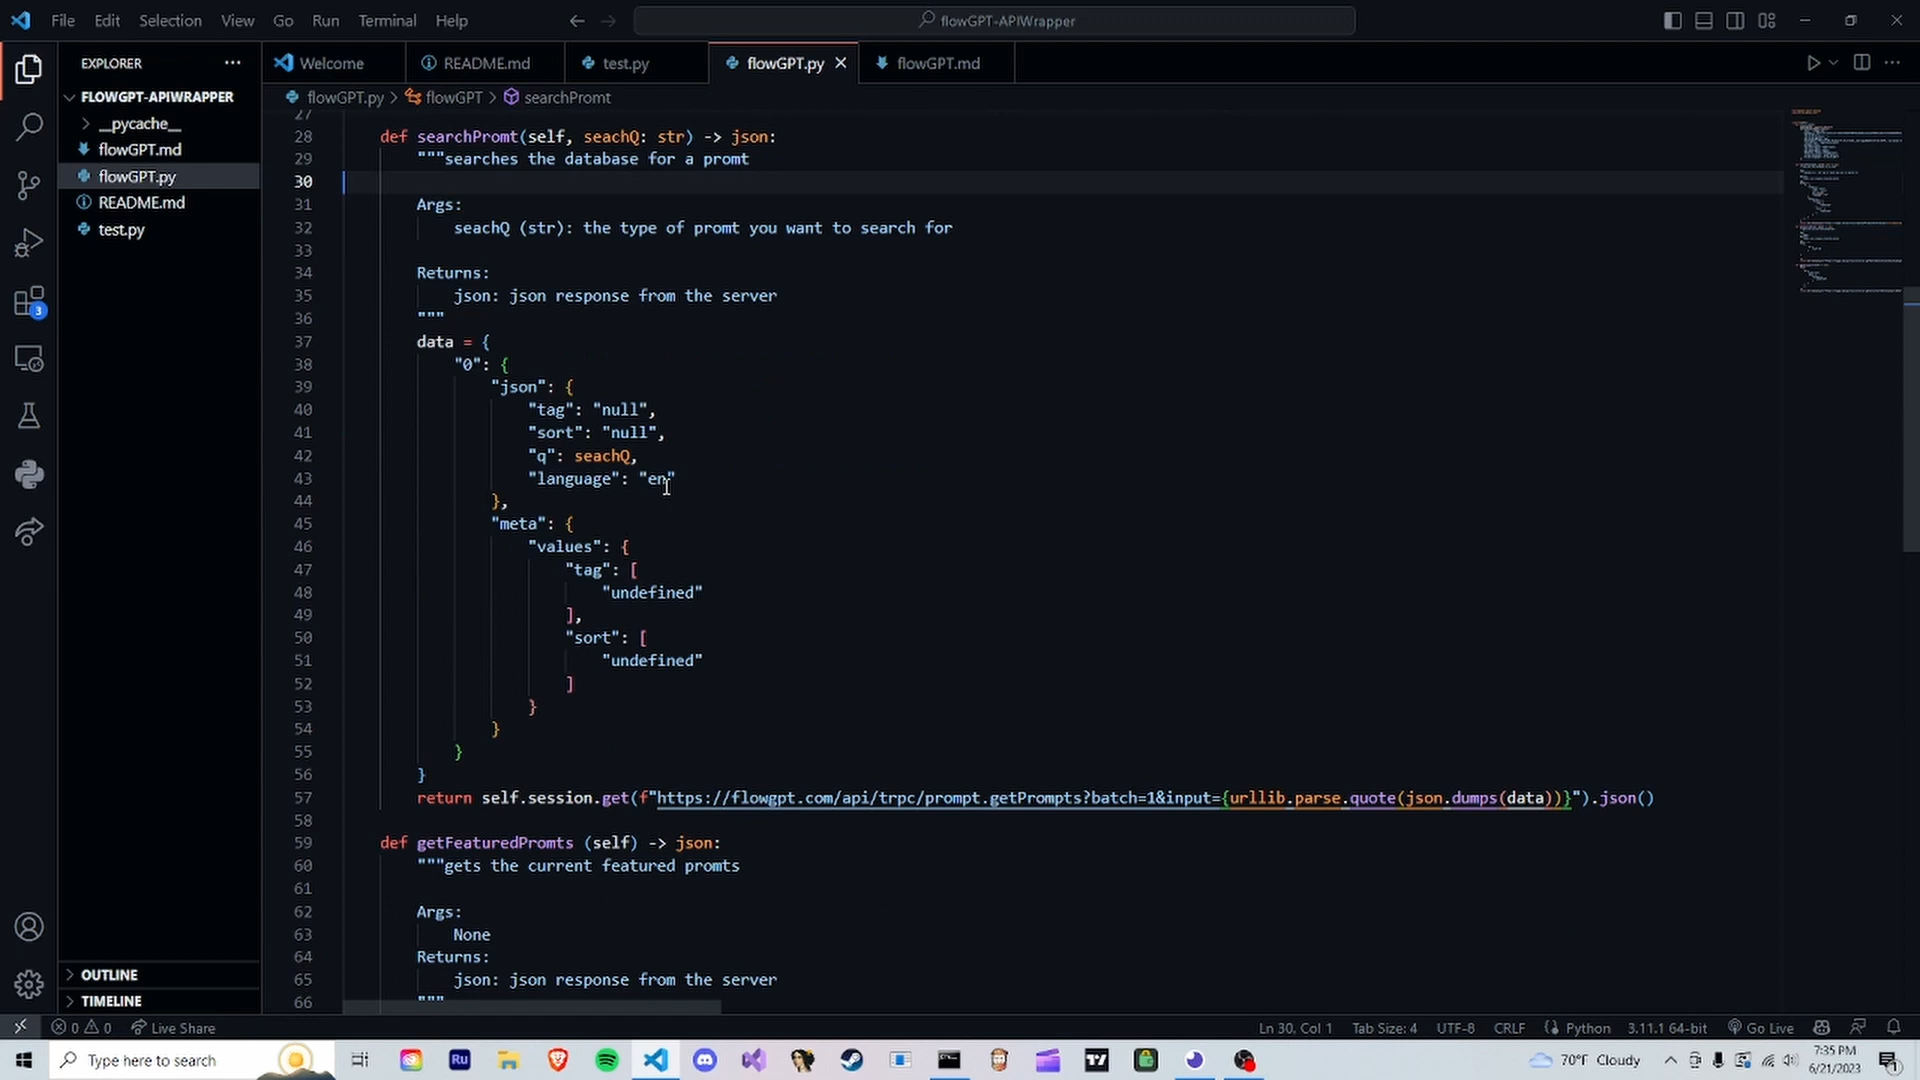 File Edit Selection View Go Run Terminal Help
flowGPT-APIWrapper
EXPLORER
FLOWGPT-APIWRAPPER
__pycache__
flowGPT.md
flowGPT.py
README.md
test.py
3
OUTLINE
TIMELINE
Welcome README.md test.py flowGPT.py flowGPT.md
flowGPT.py > flowGPT > searchPromt
27
28 def searchPromt(self, seachQ: str) -> json:
29 """searches the database for a promt
30
31 Args:
32 seachQ (str): the type of promt you want to search for
33
34 Returns:
35 json: json response from the server
36 """
37 data = {
38 "0": {
39 "json": {
40 "tag": "null",
41 "sort": "null",
42 "q": seachQ,
43 "language": "en"
44 },
45 "meta": {
46 "values": {
47 "tag": [
48 "undefined"
49 ],
50 "sort": [
51 "undefined"
52 ]
53 }
54 }
55 }
56 }
57 return self.session.get(f"https://flowgpt.com/api/trpc/prompt.getPrompts?batch=1&input={urllib.parse.quote(json.dumps(data))}").json()
58
59 def getFeaturedPromts (self) -> json:
60 """gets the current featured promts
61
62 Args:
63 None
64 Returns:
65 json: json response from the server
66 """
0 0 Live Share
Ln 30, Col 1 Tab Size: 4 UTF-8 CRLF Python 3.11.1 64-bit Go Live
Type here to search
Ru
70°F Cloudy
7:35 PM
6/21/2023
1